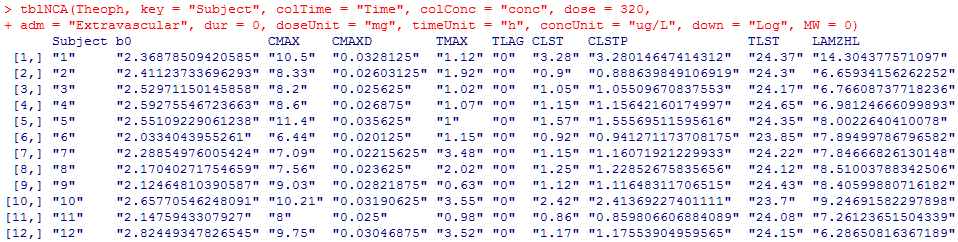 > tblNCA(Theoph, key = "Subject", colTime = "Time", colConc = "conc", dose = 320,
+ adm = "Extravascular", dur = 0, doseUnit = "mg", timeUnit = "h", concUnit = "ug/L", down = "Log", MW = 0)
Subject b0 CMAX CMAXD TMAX TLAG CLST CLSTP TLST LAMZHL
[1,] "1" "2.36878509420585" "10.5" "0.0328125" "1.12" "0" "3.28" "3.28014647414312" "24.37" "14.304377571097"
[2,] "2" "2.41123733696293" "8.33" "0.02603125" "1.92" "0" "0.9" "0.888639849106919" "24.3" "6.65934156262252"
[3,] "3" "2.52971150145858" "8.2" "0.025625" "1.02" "0" "1.05" "1.05509670837553" "24.17" "6.76608737718236"
[4,] "4" "2.59275546723663" "8.6" "0.026875" "1.07" "0" "1.15" "1.15642160174997" "24.65" "6.98124666099893"
[5,] "5" "2.55109229061238" "11.4" "0.035625" "1" "0" "1.57" "1.55569511595616" "24.35" "8.0022640410078"
[6,] "6" "2.0334043955261" "6.44" "0.020125" "1.15" "0" "0.92" "0.941271173708175" "23.85" "7.89499786796582"
[7,] "7" "2.28854976005424" "7.09" "0.02215625" "3.48" "0" "1.15" "1.16071921229933" "24.22" "7.84666826130148"
[8,] "8" "2.17040271754659" "7.56" "0.023625" "2.02" "0" "1.25" "1.22852675835656" "24.12" "8.51003788342506"
[9,] "9" "2.12464810390587" "9.03" "0.02821875" "0.63" "0" "1.12" "1.11648311706515" "24.43" "8.40599880716182"
[10,] "10" "2.65770546248091" "10.21" "0.03190625" "3.55" "0" "2.42" "2.41369227401111" "23.7" "9.24691582297898"
[11,] "11" "2.1475943307927" "8" "0.025" "0.98" "0" "0.86" "0.859806606884089" "24.08" "7.26123651504339"
[12,] "12" "2.82449347826545" "9.75" "0.03046875" "3.52" "0" "1.17" "1.17553904959565" "24.15" "6.28650816367189"